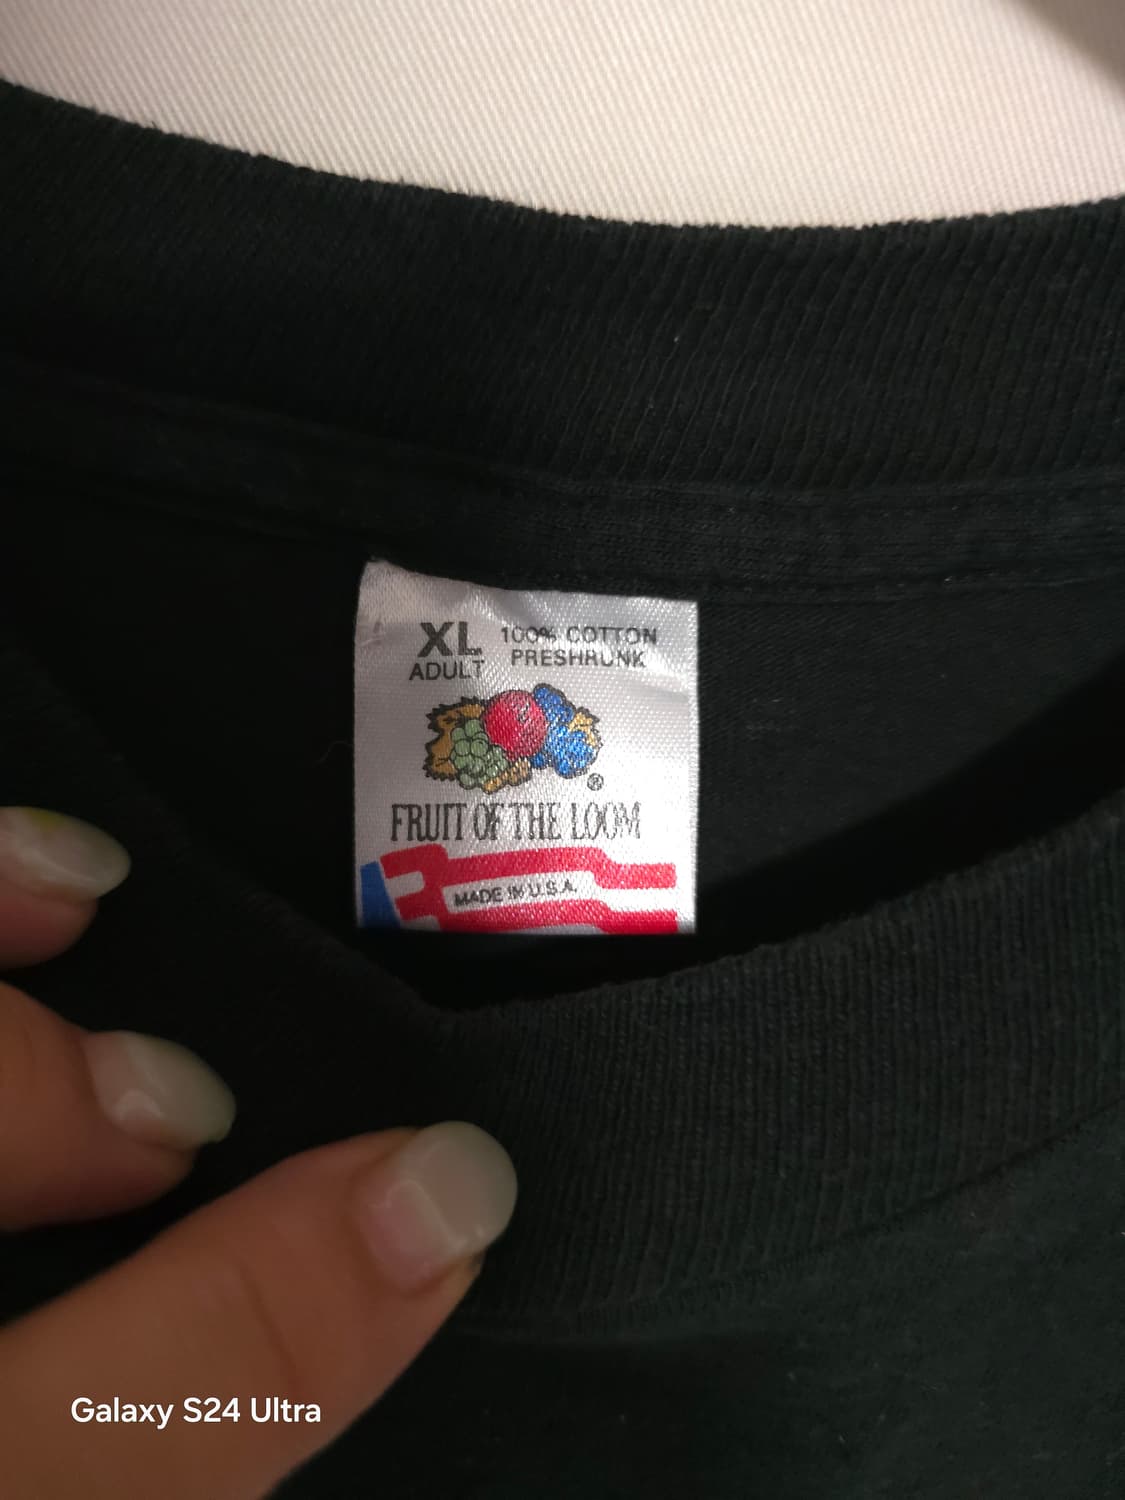 XL 100% COTTON
ADULT PRESHRUNK
®
FRUIT OF THE LOOM
MADE IN U.S.A.
Galaxy S24 Ultra